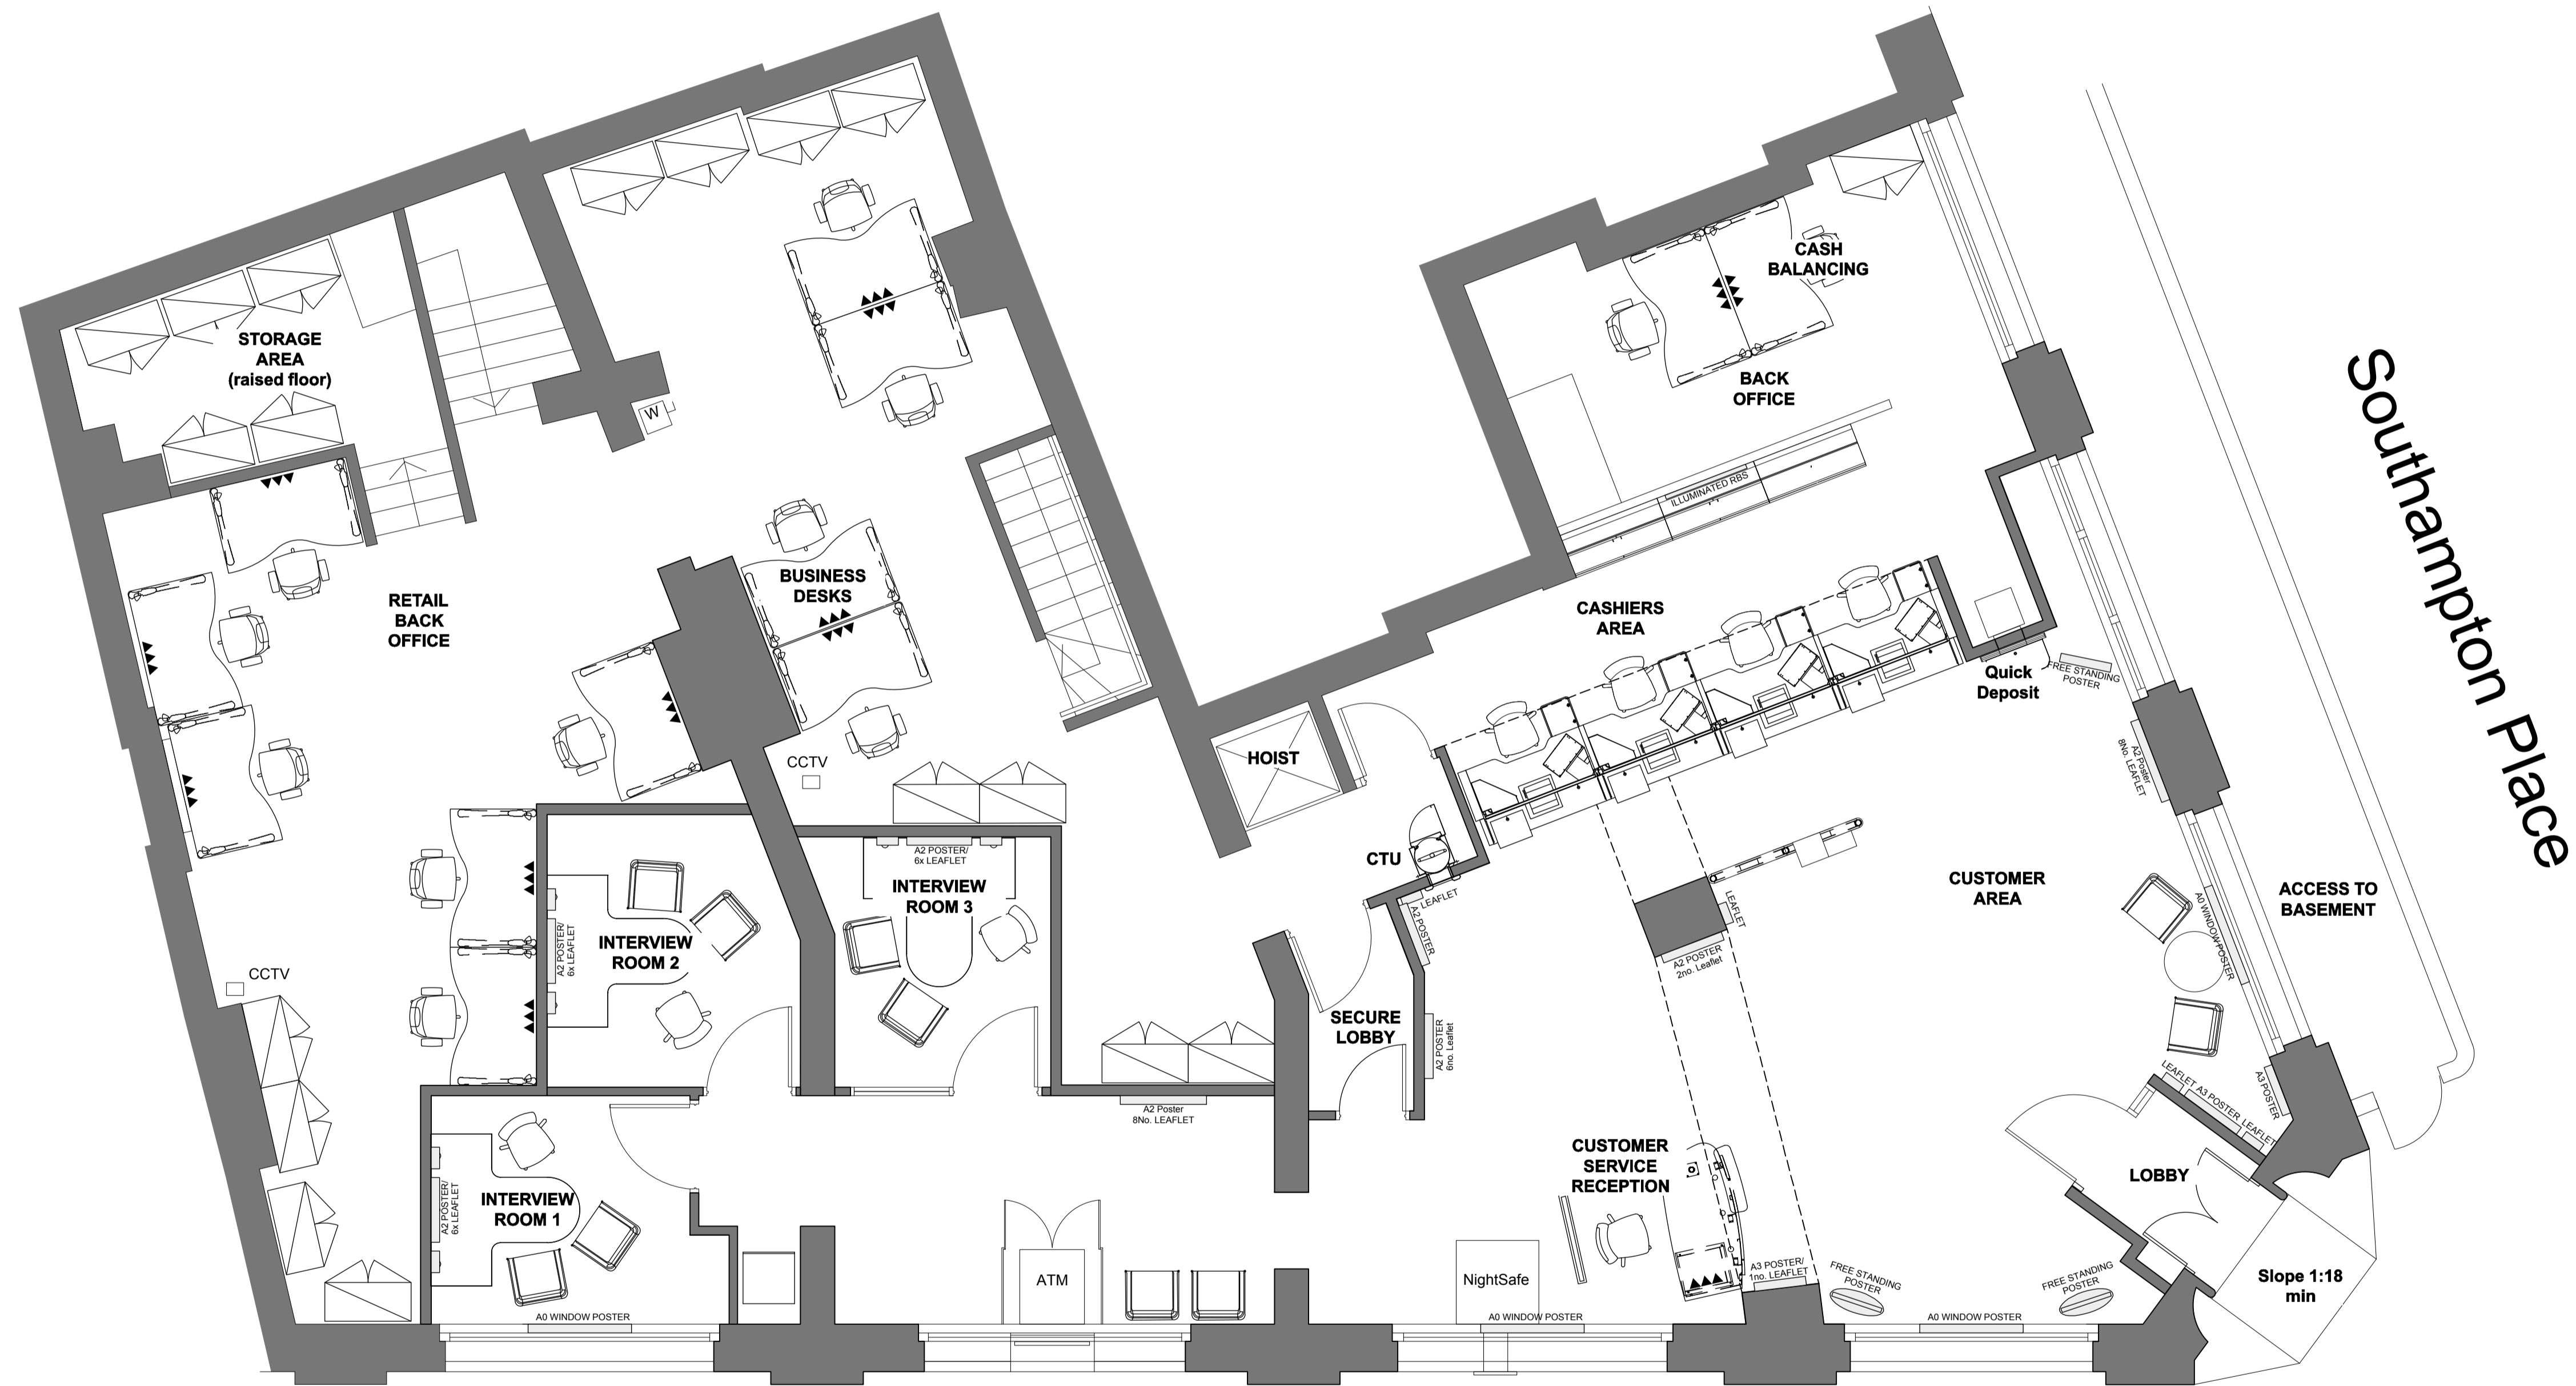 CASH
BALANCING
STORAGE
AREA
(raised floor)
BACK
OFFICE
W
ILLUMINATED RBS
Southampton Place
BUSINESS
DESKS
RETAIL
BACK
OFFICE
CASHIERS
AREA
Quick
Deposit
FREE STANDING
POSTER
CCTV
HOIST
A2 Poster
8No. LEAFLET
A2 POSTER/
6x LEAFLET
CTU
INTERVIEW
ROOM 3
CUSTOMER
AREA
ACCESS TO
BASEMENT
LEAFLET
A2 POSTER
LEAFLET
A0 WINDOW POSTER
A2 POSTER/
6x LEAFLET
INTERVIEW
ROOM 2
A2 POSTER
2no. Leaflet
CCTV
SECURE
LOBBY
A2 POSTER
6no. Leaflet
A2 Poster
8No. LEAFLET
LEAFLET
A3 POSTER
LEAFLET
A3 POSTER
CUSTOMER
SERVICE
RECEPTION
LOBBY
A2 POSTER/
6x LEAFLET
INTERVIEW
ROOM 1
ATM
NightSafe
A3 POSTER/
1no. LEAFLET
FREE STANDING
POSTER
FREE STANDING
POSTER
Slope 1:18
min
A0 WINDOW POSTER
A0 WINDOW POSTER
A0 WINDOW POSTER